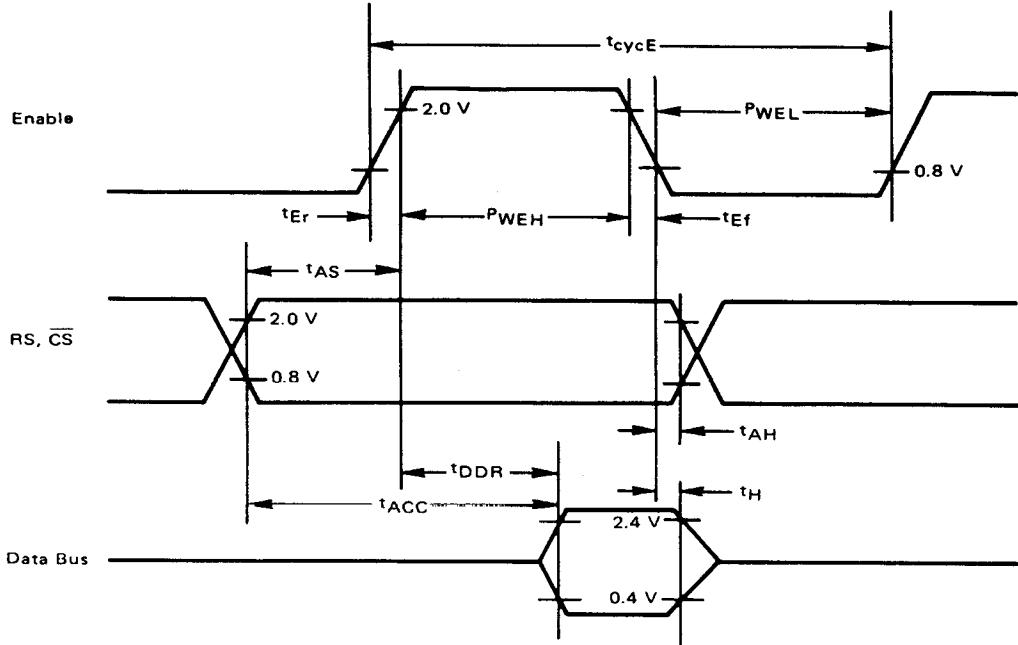 tcycE
Enable
2.0 V
PWEL
0.8 V
tEr
PWEH
tEf
tAS
2.0 V
RS, C̅S̅
0.8 V
tAH
tDDR
tH
tACC
2.4 V
Data Bus
0.4 V